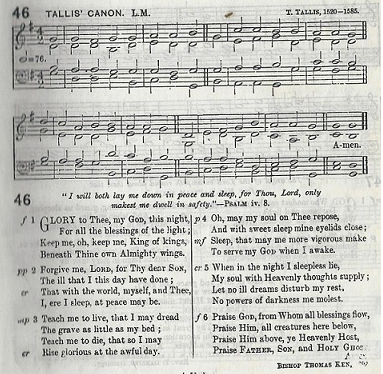 46 TALLIS' CANON. L.M. T. TALLIS, 1520–1585.
=76.
A-men.
46
"I will both lay me down in peace and sleep, for Thou, Lord, only
makest me dwell in safety."—PSALM iv. 8.
f 1 GLORY to Thee, my God, this night,
For all the blessings of the light;
Keep me, oh, keep me, King of kings,
Beneath Thine own Almighty wings.
pp 2 Forgive me, LORD, for Thy dear SON,
The ill that I this day have done;
That with the world, myself, and Thee,
I, ere I sleep, at peace may be.
mp 3 Teach me to live, that I may dread
The grave as little as my bed;
Teach me to die, that so I may
cr Rise glorious at the awful day.
p 4 Oh, may my soul on Thee repose,
And with sweet sleep mine eyelids close;
mf Sleep, that may me more vigorous make
To serve my GOD when I awake.
cr 5 When in the night I sleepless lie,
My soul with Heavenly thoughts supply;
Let no ill dreams disturb my rest,
No powers of darkness me molest.
f 6 Praise GOD, from Whom all blessings flow,
Praise Him, all creatures here below,
Praise Him above, ye Heavenly Host,
Praise FATHER, SON, and HOLY
BISHOP THOMAS KEN,